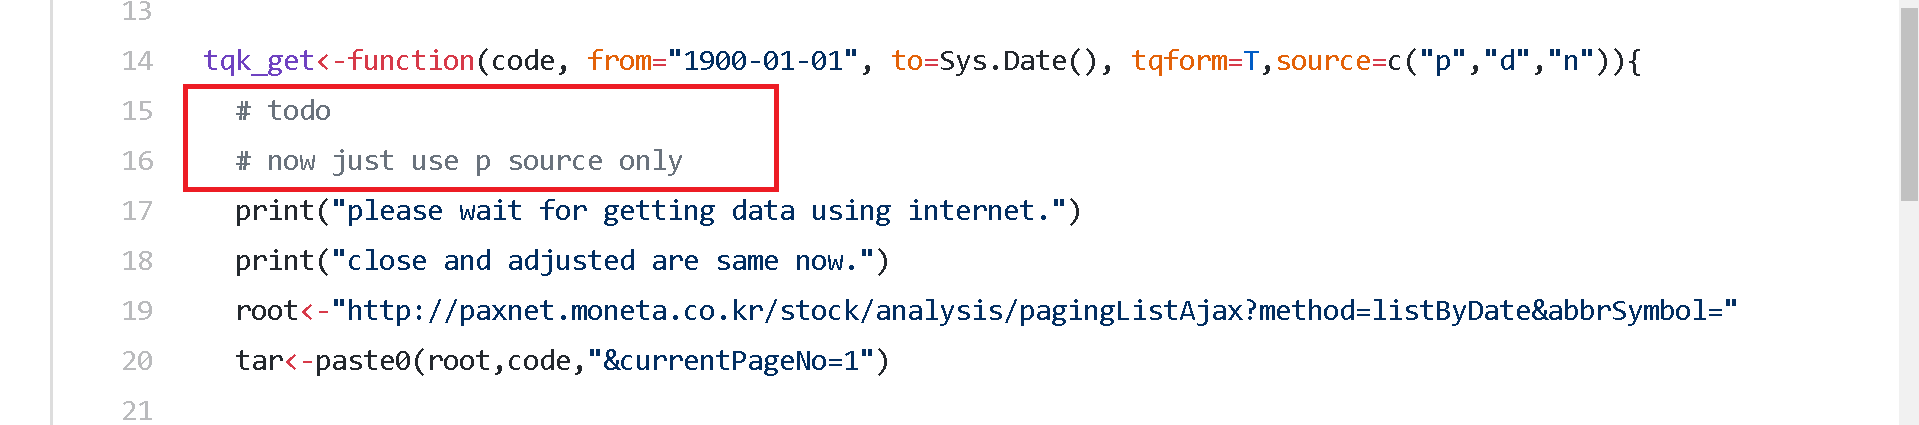 13
14 tqk_get<-function(code, from="1900-01-01", to=Sys.Date(), tqform=T,source=c("p","d","n")){
15 # todo
16 # now just use p source only
17 print("please wait for getting data using internet.")
18 print("close and adjusted are same now.")
19 root<-"http://paxnet.moneta.co.kr/stock/analysis/pagingListAjax?method=listByDate&abbrSymbol="
20 tar<-paste0(root,code,"&currentPageNo=1")
21